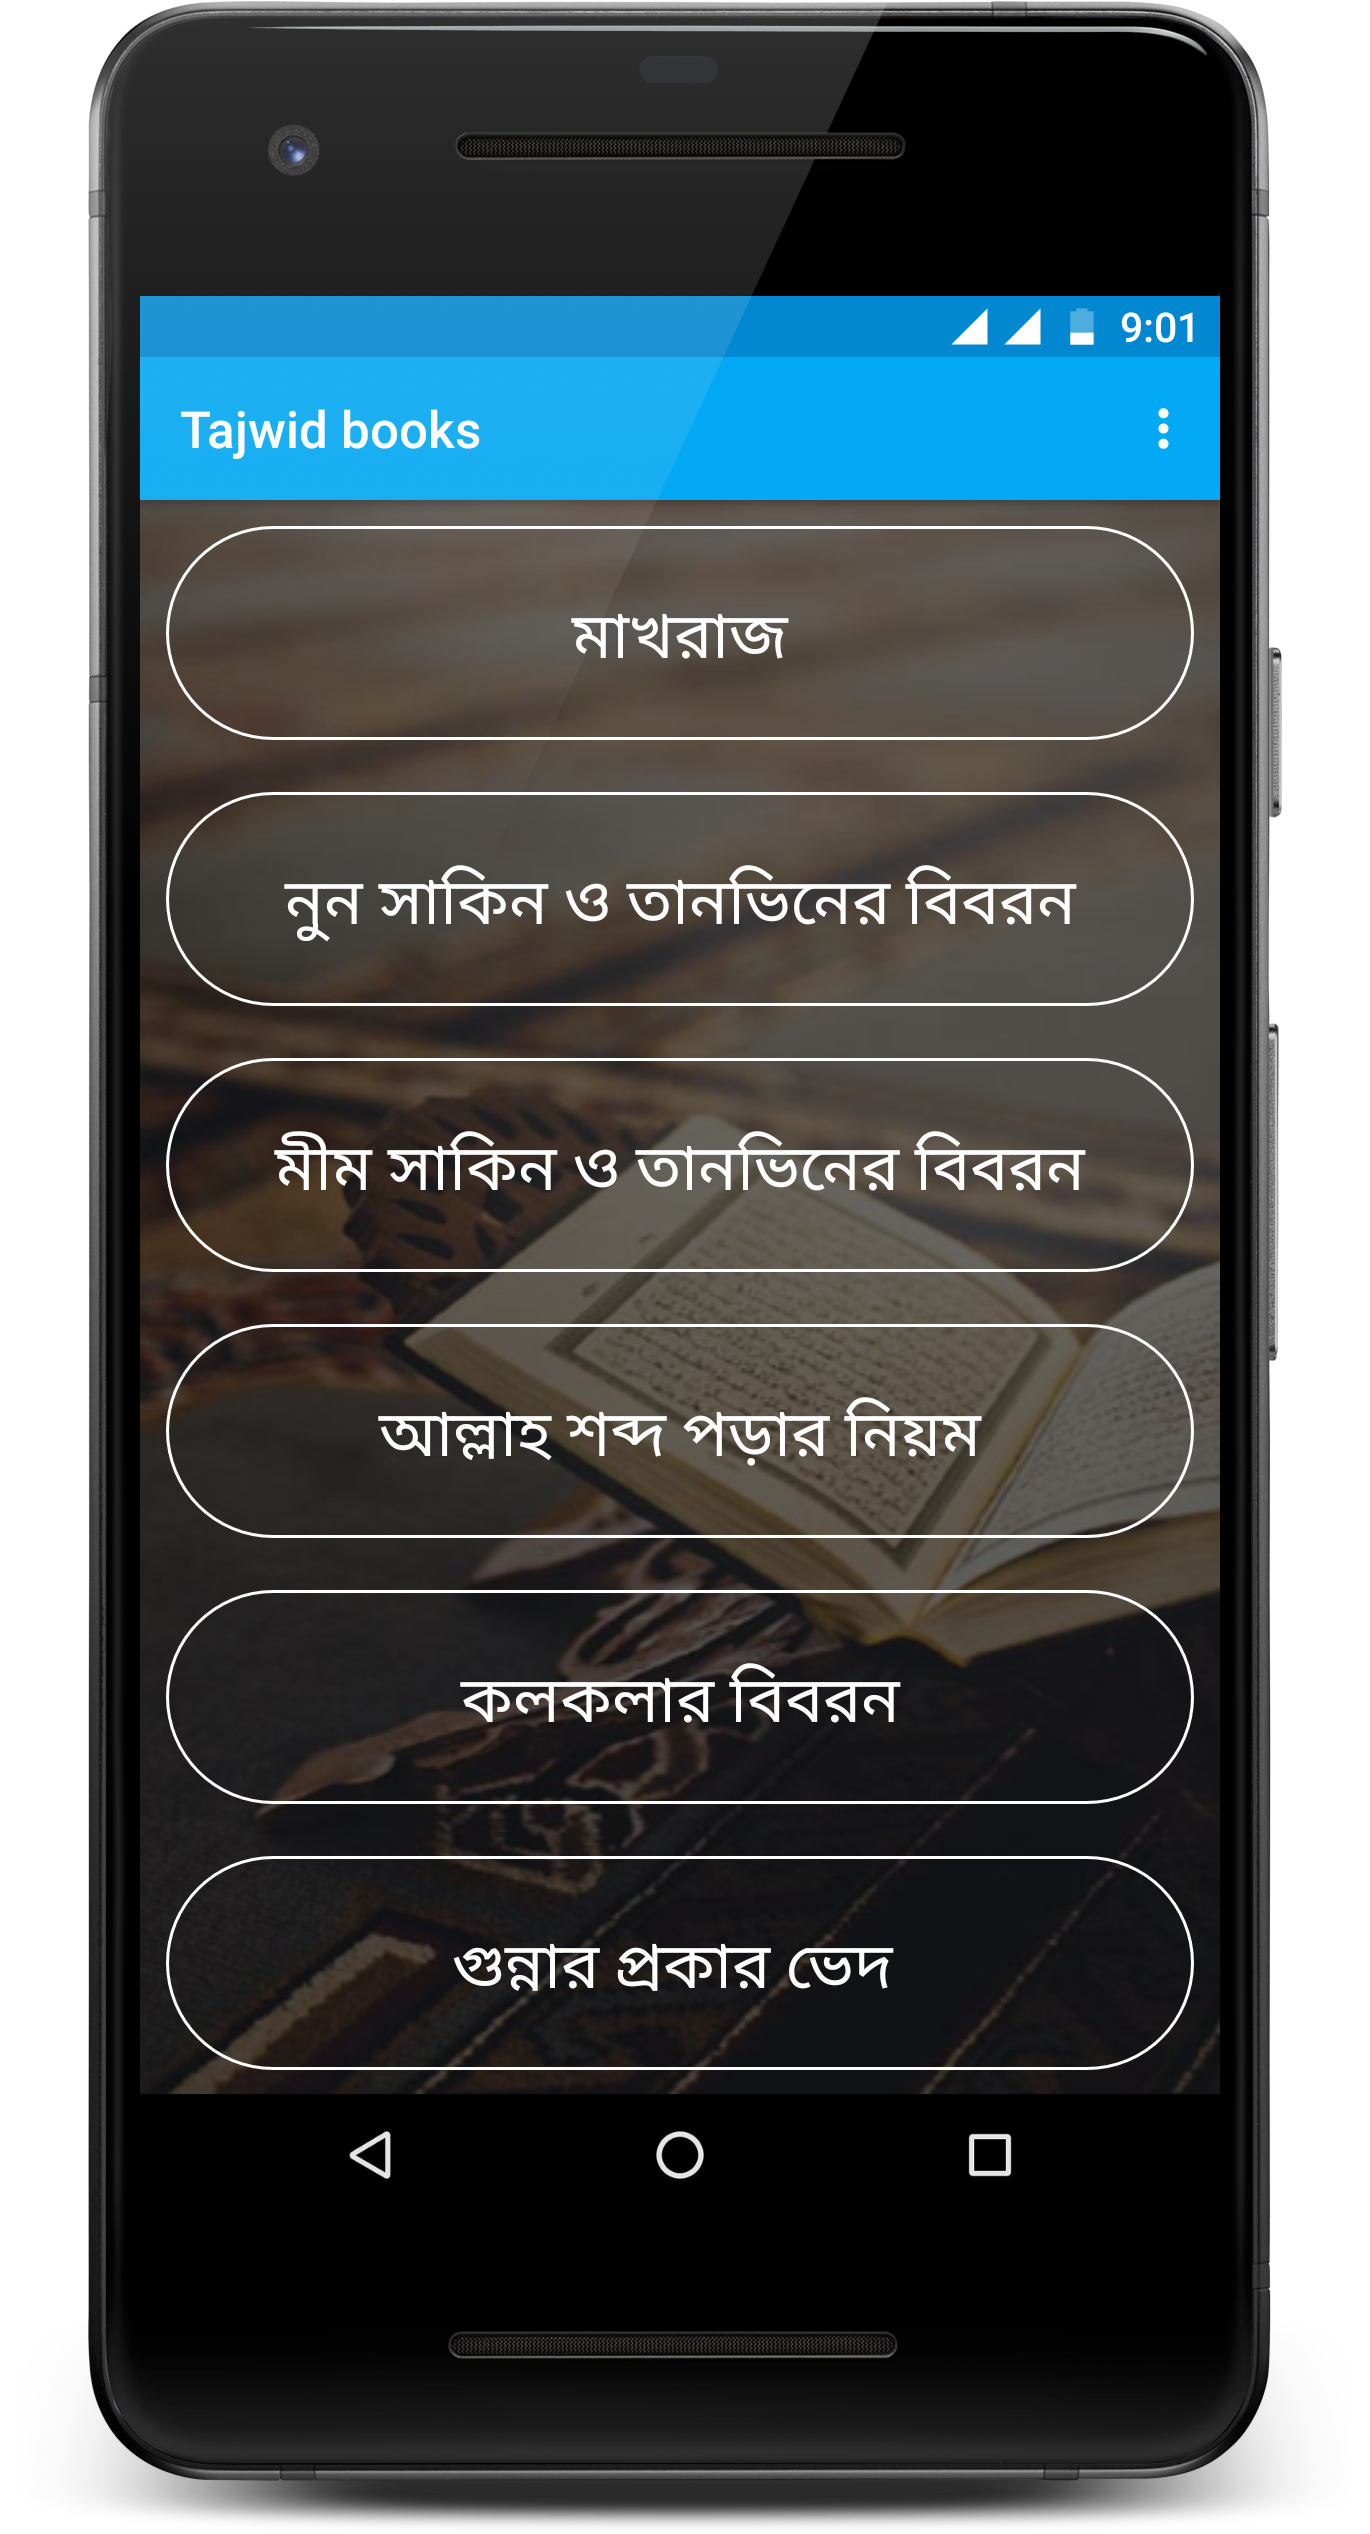 9:01
Tajwid books
মাখরাজ
নুন সাকিন ও তানভিনের বিবরন
মীম সাকিন ও তানভিনের বিবরন
আল্লাহ শব্দ পড়ার নিয়ম
কলকলার বিবরন
গুন্নার প্রকার ভেদ